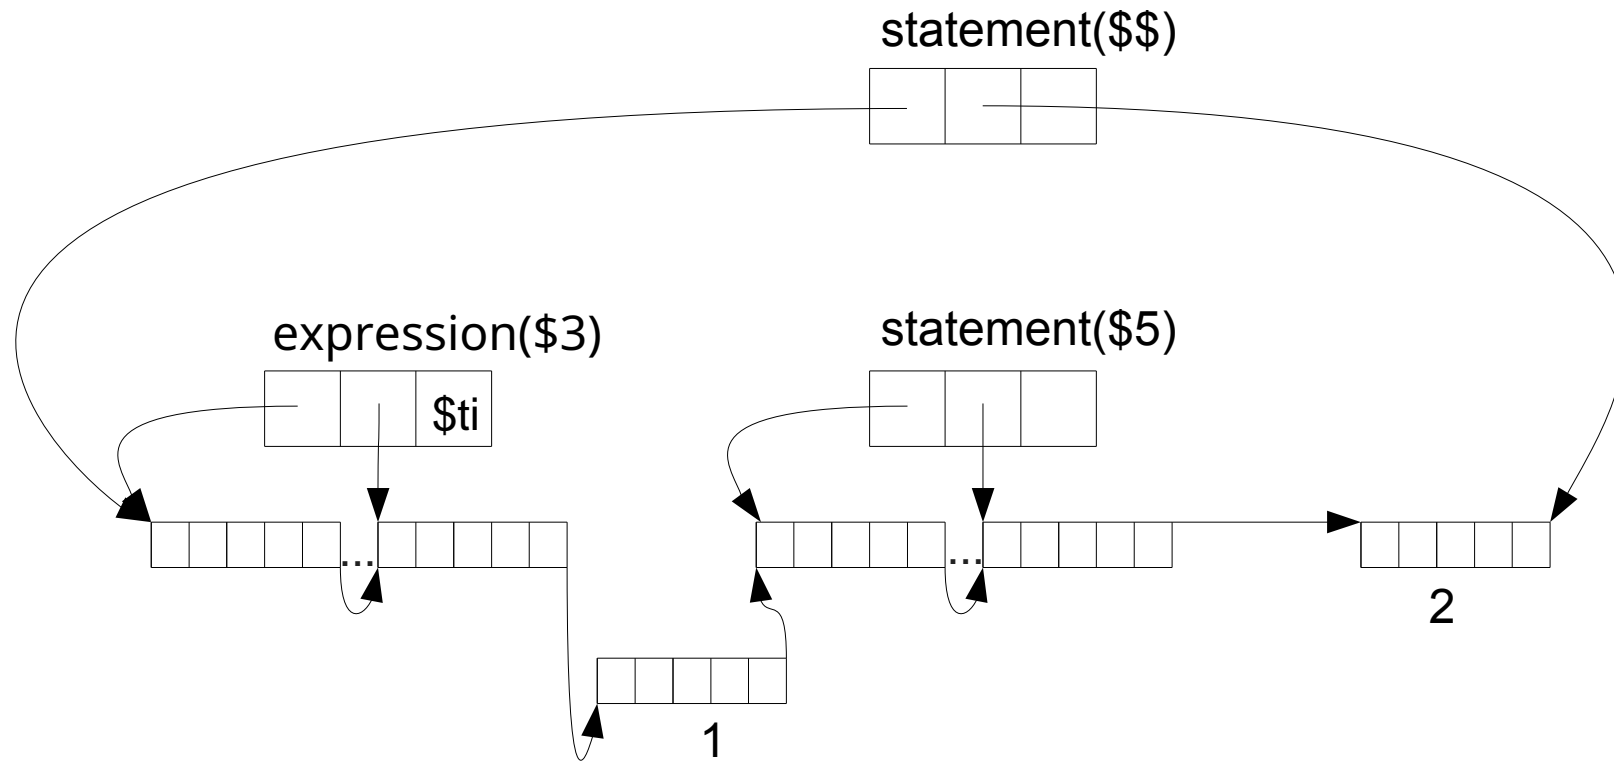 statement($$)
expression($3)
statement($5)
$ti
...
...
2
1